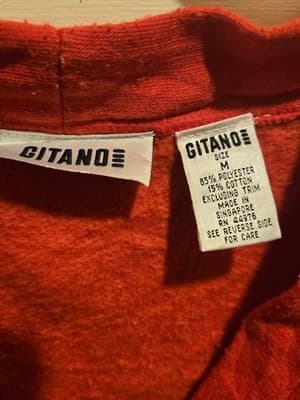 GITANO
GITANO
SIZE
M
85% POLYESTER
15% COTTON
EXCLUDING TRIM
MADE IN
SINGAPORE
RN 44976
SEE REVERSE SIDE
FOR CARE